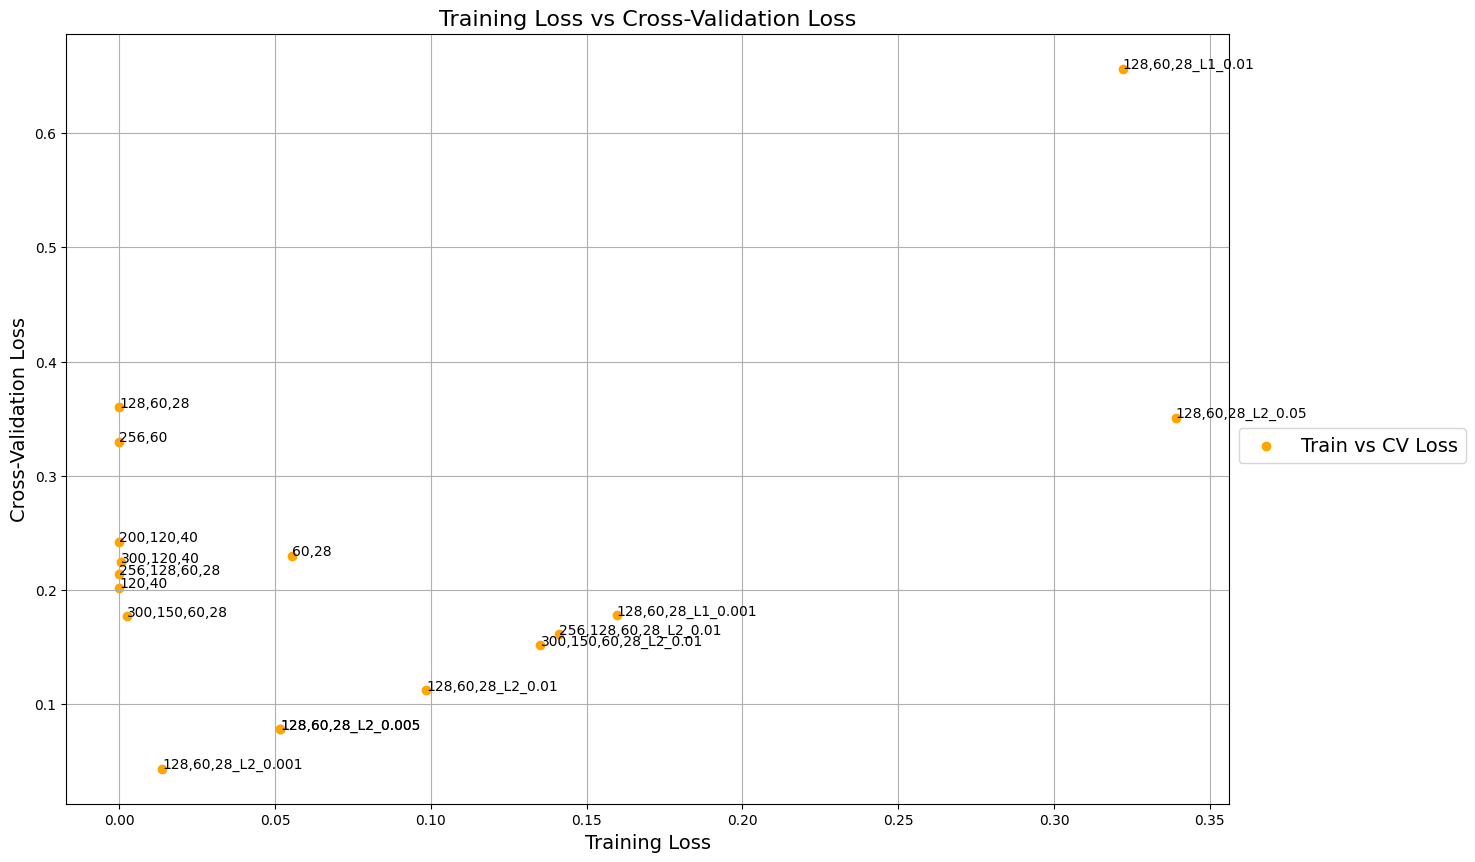 Training Loss vs Cross-Validation Loss
128,60,28_L1_0.01
0.6
0.5
0.4
128,60,28
128,60,28_L2_0.05
256,60
Train vs CV Loss
0.3
200,120,40
60,28
300,120,40
256,128,60,28
120,40
0.2
300,150,60,28
128,60,28_L1_0.001
256,128,60,28_L2_0.01
300,150,60,28_L2_0.01
128,60,28_L2_0.01
0.1
128,60,28_L2_0.005
128,60,28_L2_0.001
Cross-Validation Loss
0.00
0.05
0.10
0.15
0.20
0.25
0.30
0.35
Training Loss